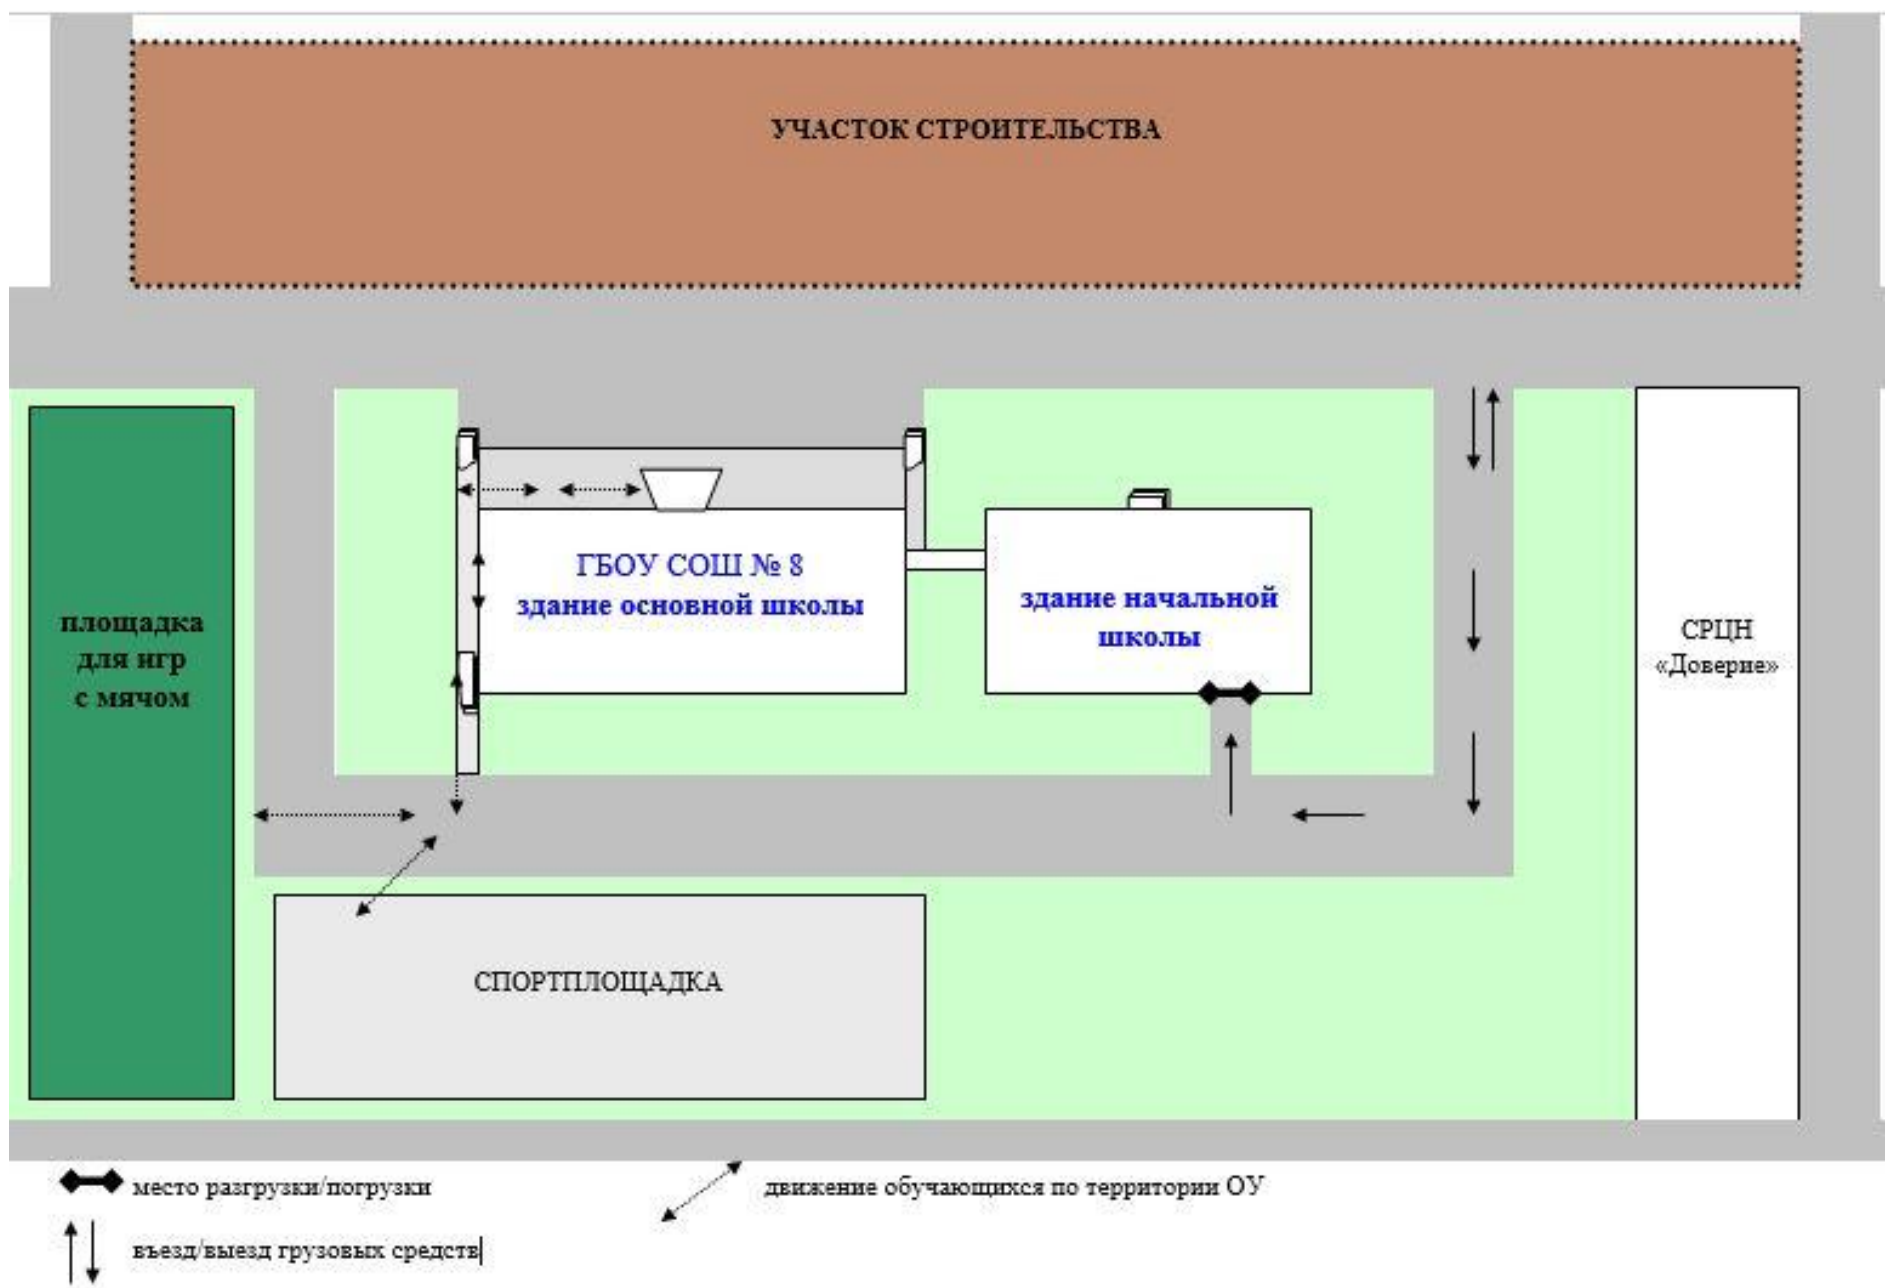 УЧАСТОК СТРОИТЕЛЬСТВА
ГБОУ СОШ № 8
здание основной школы
здание начальной
школы
площадка
для игр
с мячом
СРЦН
«Доверие»
СПОРТПЛОЩАДКА
место разгрузки/погрузки
движение обучающихся по территории ОУ
въезд/выезд грузовых средств